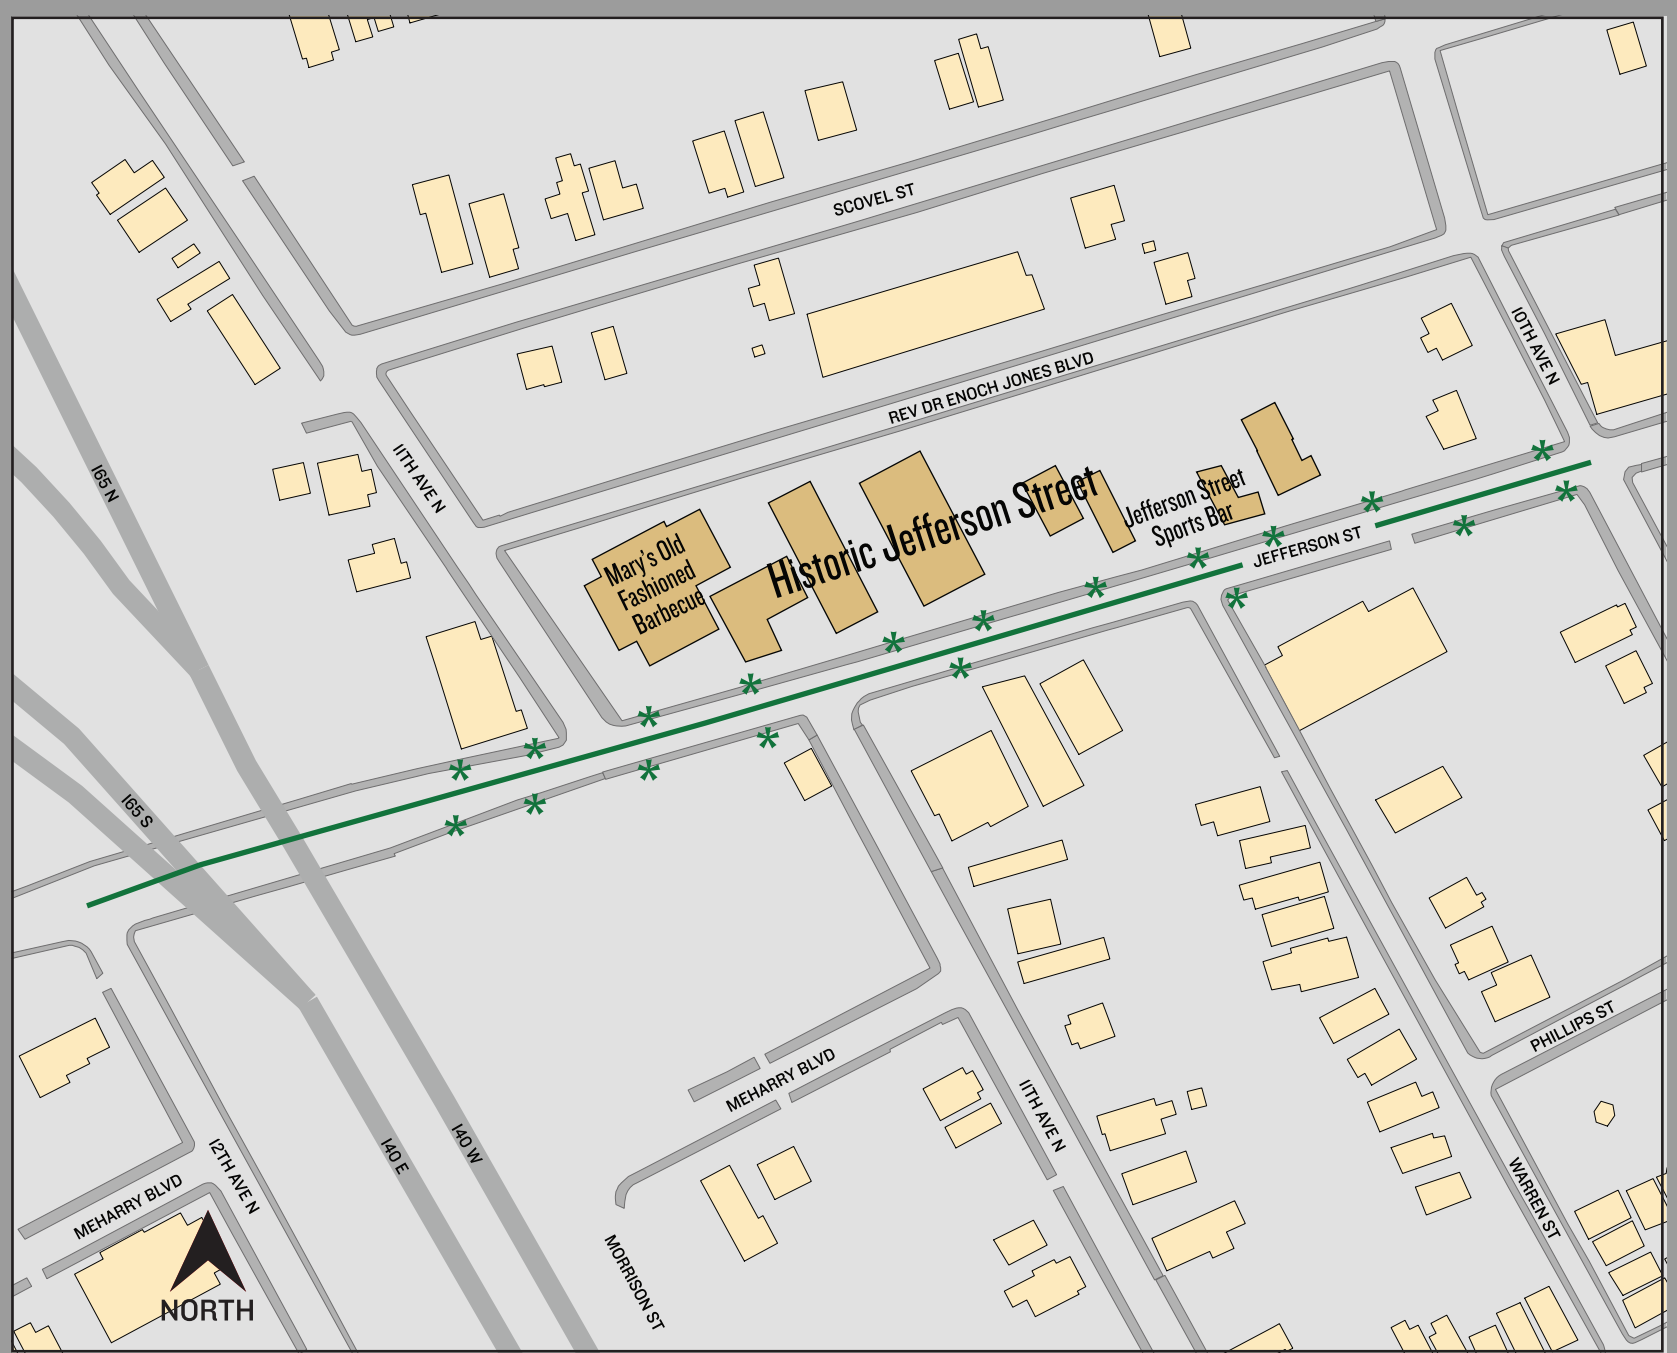 SCOVEL ST
10TH AVE N
REV DR ENOCH JONES BLVD
I65 N
11TH AVE N
Historic Jefferson Street
Jefferson Street
Sports Bar
Mary's Old
Fashioned
Barbecue
JEFFERSON ST
I65 S
PHILLIPS ST
MEHARRY BLVD
11TH AVE N
I40 E
I40 W
12TH AVE N
MEHARRY BLVD
WARREN ST
MORRISON ST
NORTH